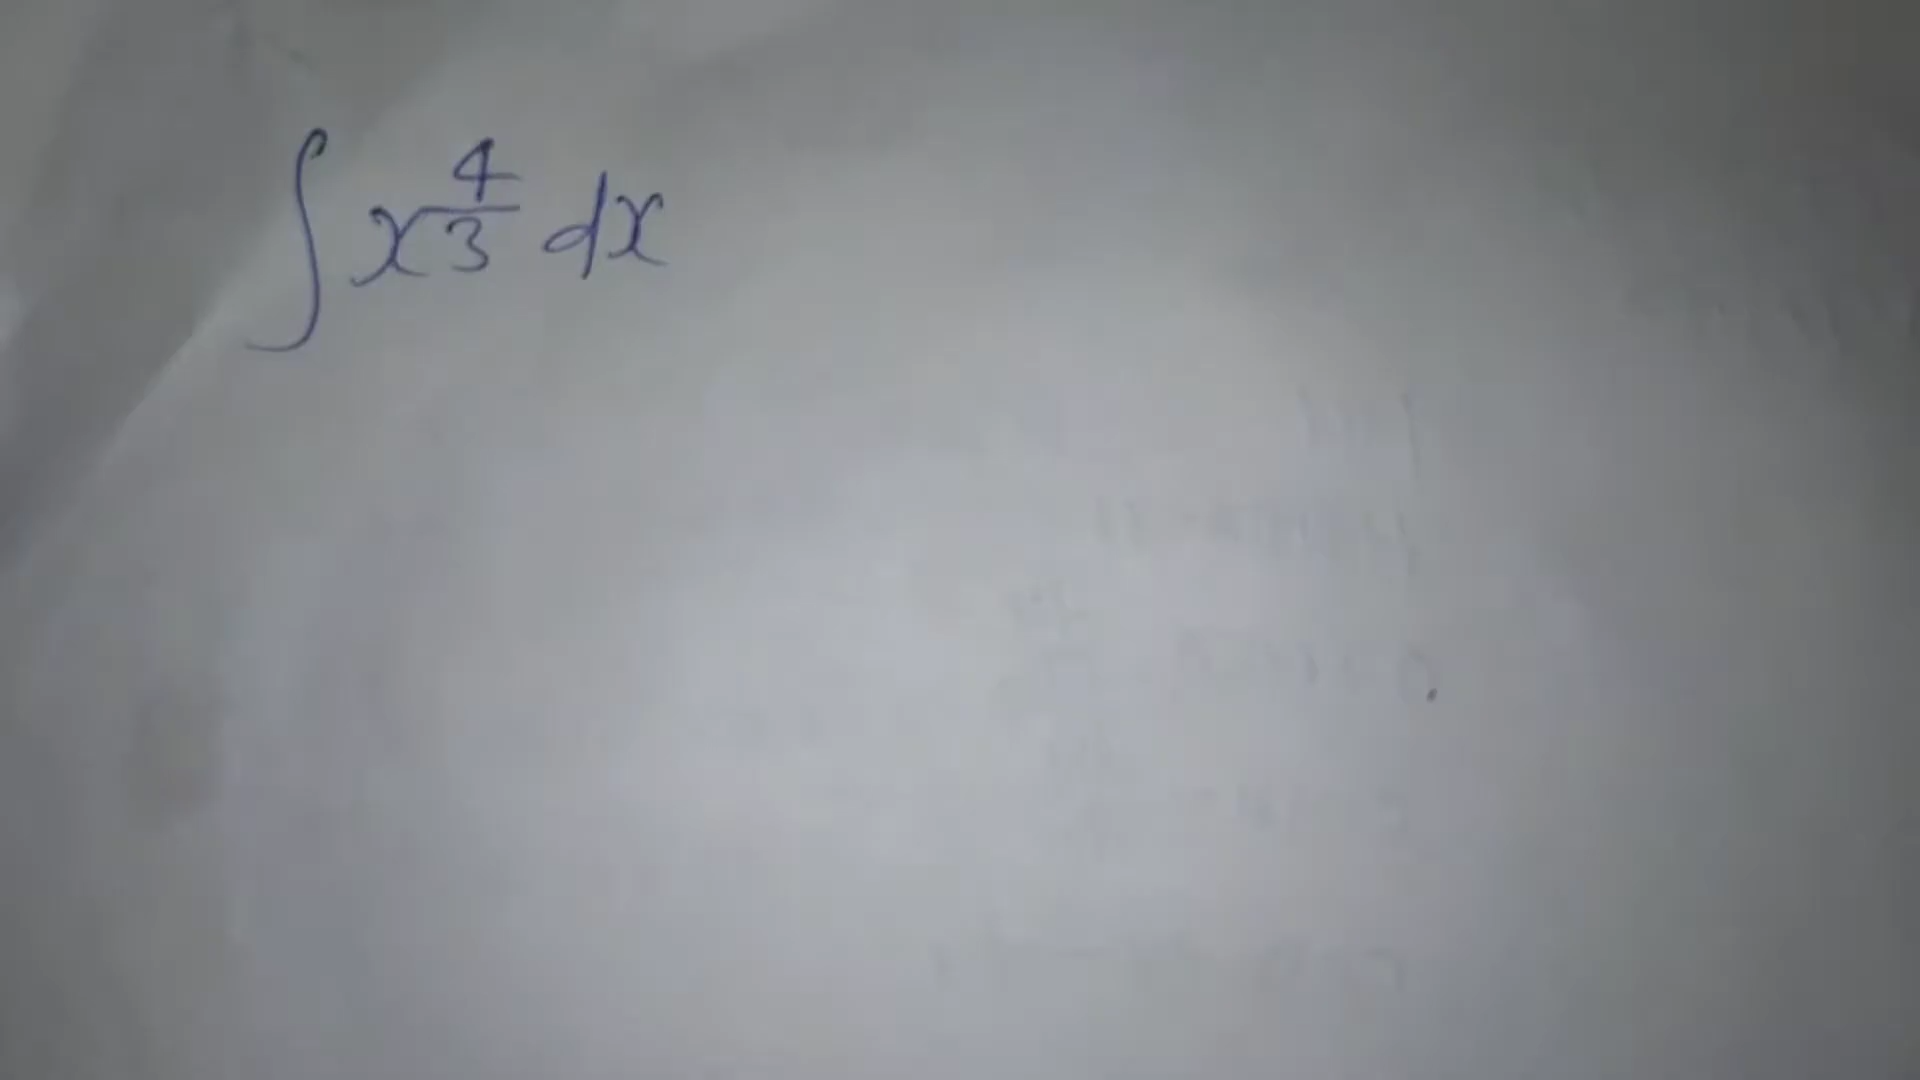 ∫ x^{4/3} dx